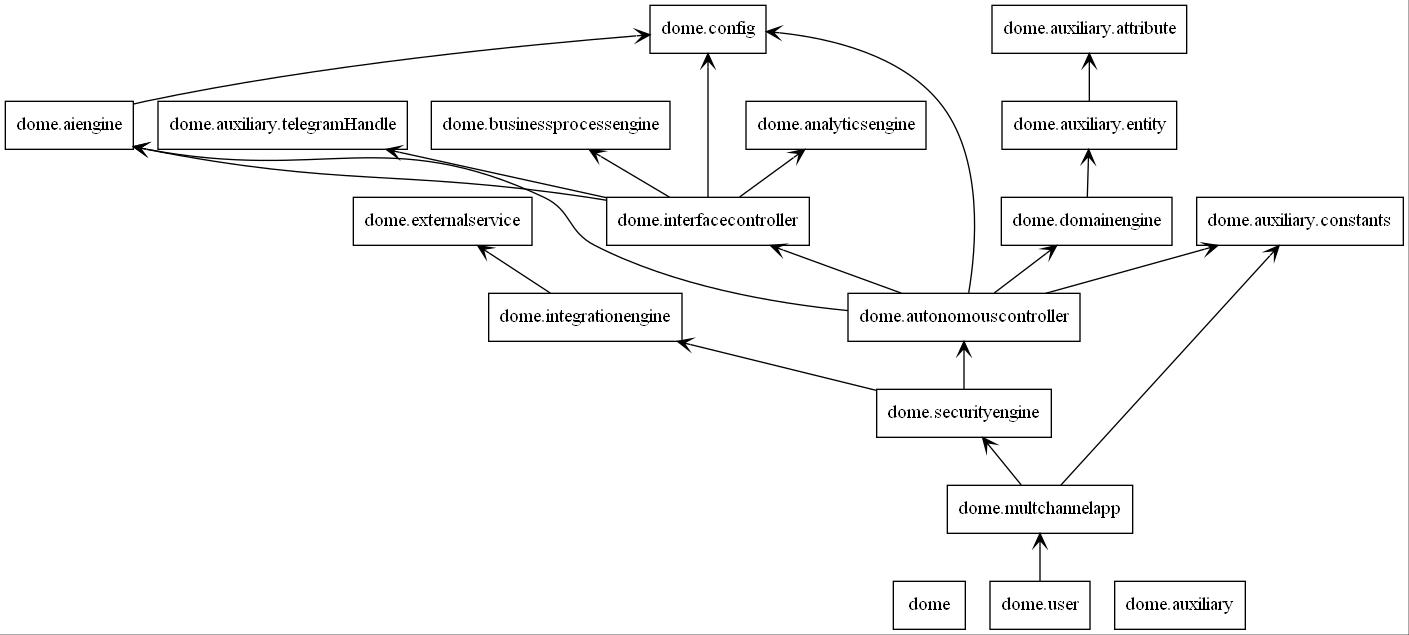 dome.config
dome.auxiliary.attribute
dome.aiengine
dome.auxiliary.telegramHandle
dome.businessprocessengine
dome.analyticsengine
dome.auxiliary.entity
dome.externalservice
dome.interfacecontroller
dome.domainengine
dome.auxiliary.constants
dome.integrationengine
dome.autonomouscontroller
dome.securityengine
dome.multchannelapp
dome
dome.user
dome.auxiliary